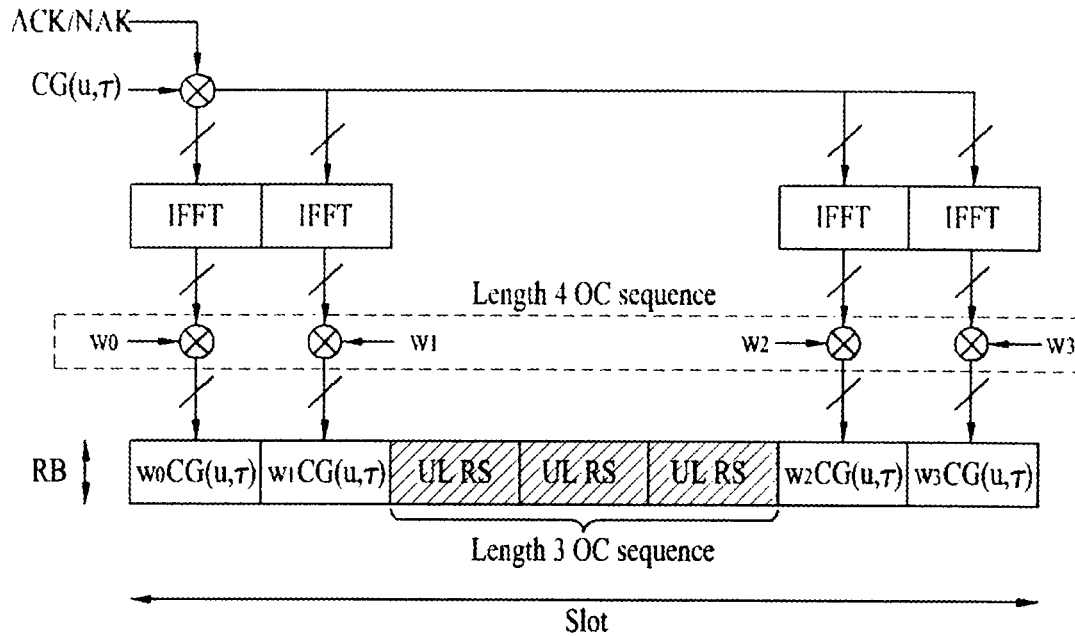 ACK/NAK
CG(u,τ)
IFFT IFFT IFFT IFFT
Length 4 OC sequence
w0 w1 w2 w3
RB
w0CG(u,τ) w1CG(u,τ) UL RS UL RS UL RS w2CG(u,τ) w3CG(u,τ)
Length 3 OC sequence
Slot